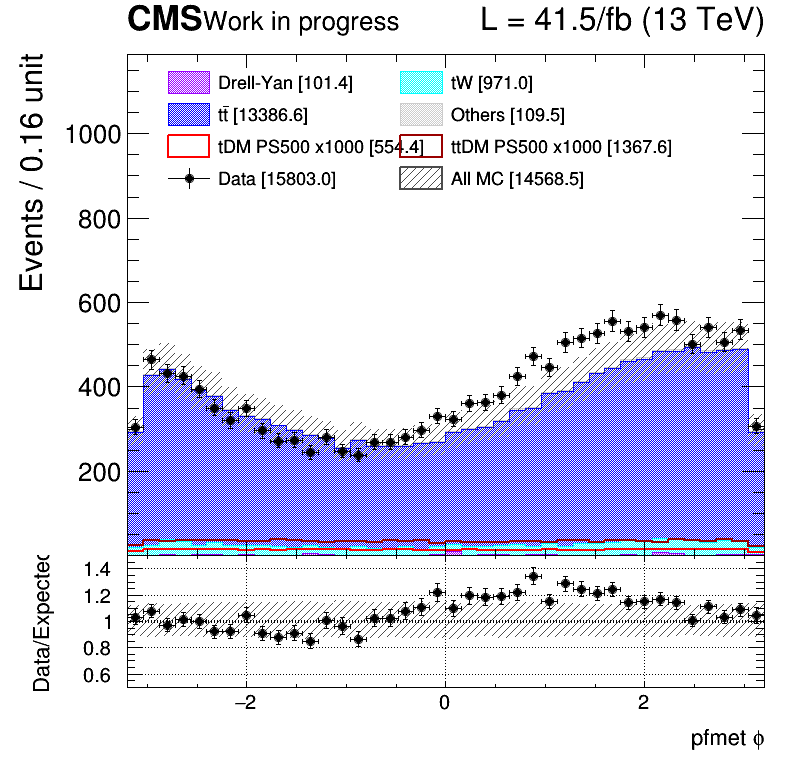 CMS Work in progress L = 41.5/fb (13 TeV)
Events / 0.16 unit
Drell-Yan [101.4] tW [971.0]
tt̄ [13386.6] Others [109.5]
tDM PS500 x1000 [554.4] ttDM PS500 x1000 [1367.6]
Data [15803.0] All MC [14568.5]
1000
800
600
400
200
Data/Expected
1.4
1.2
1
0.8
0.6
−2 0 2
pfmet ϕ